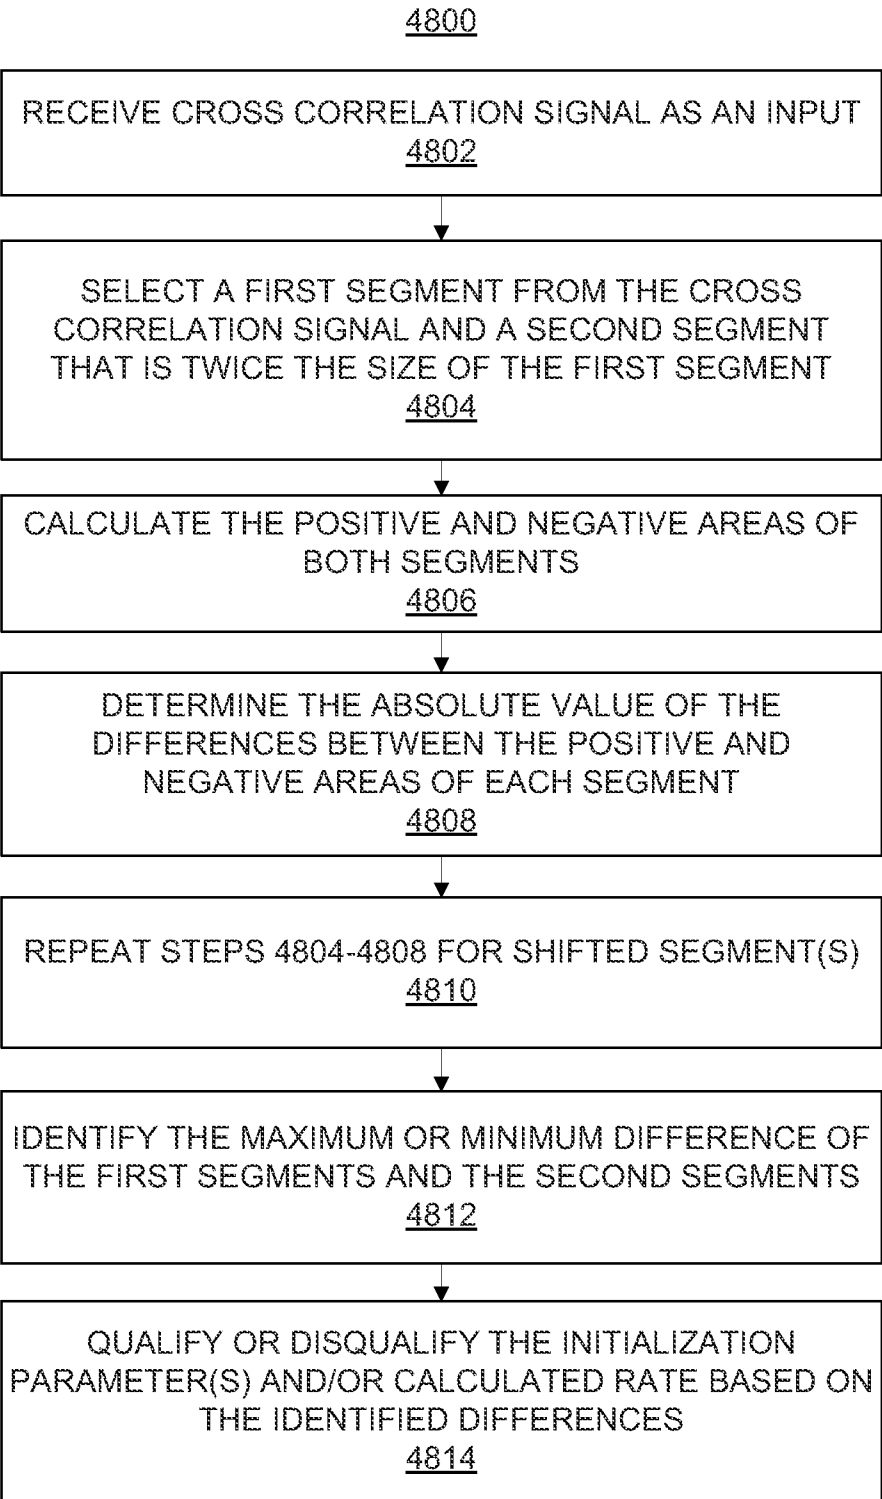 4800
RECEIVE CROSS CORRELATION SIGNAL AS AN INPUT
4802
SELECT A FIRST SEGMENT FROM THE CROSS
CORRELATION SIGNAL AND A SECOND SEGMENT
THAT IS TWICE THE SIZE OF THE FIRST SEGMENT
4804
CALCULATE THE POSITIVE AND NEGATIVE AREAS OF
BOTH SEGMENTS
4806
DETERMINE THE ABSOLUTE VALUE OF THE
DIFFERENCES BETWEEN THE POSITIVE AND
NEGATIVE AREAS OF EACH SEGMENT
4808
REPEAT STEPS 4804-4808 FOR SHIFTED SEGMENT(S)
4810
IDENTIFY THE MAXIMUM OR MINIMUM DIFFERENCE OF
THE FIRST SEGMENTS AND THE SECOND SEGMENTS
4812
QUALIFY OR DISQUALIFY THE INITIALIZATION
PARAMETER(S) AND/OR CALCULATED RATE BASED ON
THE IDENTIFIED DIFFERENCES
4814